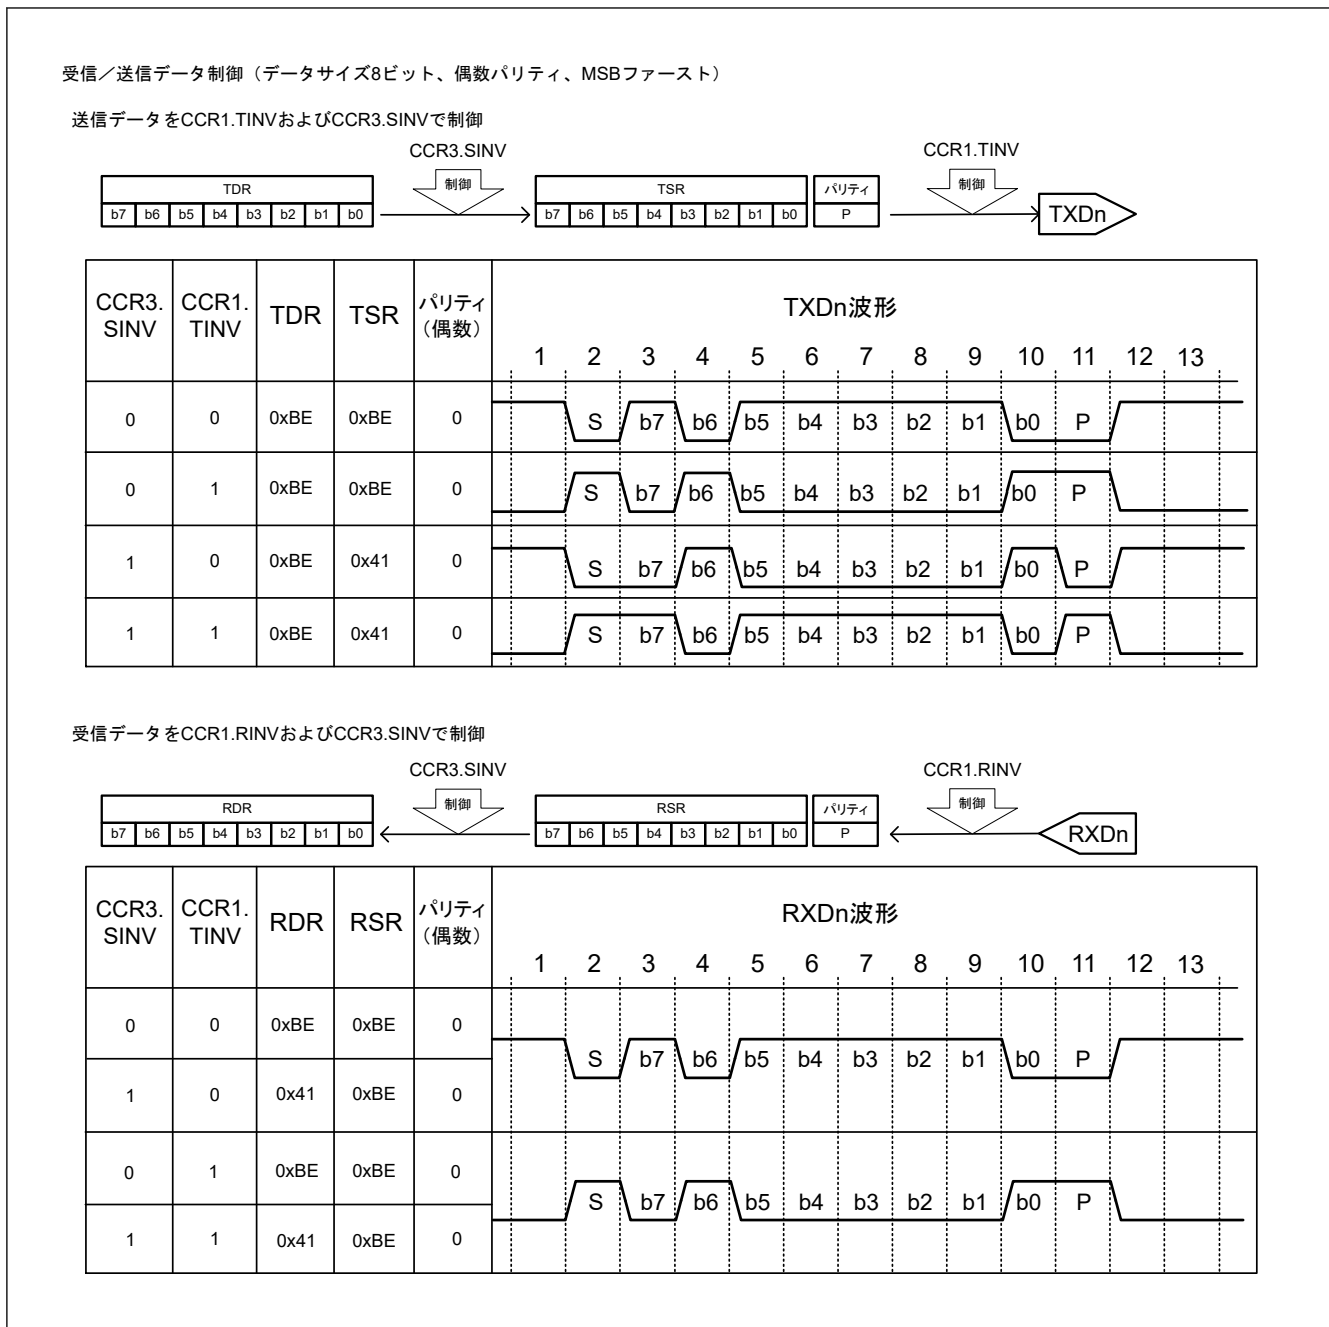 受信／送信データ制御（データサイズ8ビット、偶数パリティ、MSBファースト）
送信データをCCR1.TINVおよびCCR3.SINVで制御
CCR3.SINV CCR1.TINV
TDR 制御 TSR パリティ 制御
b7 b6 b5 b4 b3 b2 b1 b0 b7 b6 b5 b4 b3 b2 b1 b0 P TXDn
CCR3. SINV CCR1. TINV TDR TSR パリティ （偶数） TXDn波形
1 2 3 4 5 6 7 8 9 10 11 12 13
0 0 0xBE 0xBE 0 S b7 b6 b5 b4 b3 b2 b1 b0 P
0 1 0xBE 0xBE 0 S b7 b6 b5 b4 b3 b2 b1 b0 P
1 0 0xBE 0x41 0 S b7 b6 b5 b4 b3 b2 b1 b0 P
1 1 0xBE 0x41 0 S b7 b6 b5 b4 b3 b2 b1 b0 P
受信データをCCR1.RINVおよびCCR3.SINVで制御
CCR3.SINV CCR1.RINV
RDR 制御 RSR パリティ 制御
b7 b6 b5 b4 b3 b2 b1 b0 b7 b6 b5 b4 b3 b2 b1 b0 P RXDn
CCR3. SINV CCR1. TINV RDR RSR パリティ （偶数） RXDn波形
1 2 3 4 5 6 7 8 9 10 11 12 13
0 0 0xBE 0xBE 0
S b7 b6 b5 b4 b3 b2 b1 b0 P
1 0 0x41 0xBE 0
0 1 0xBE 0xBE 0
S b7 b6 b5 b4 b3 b2 b1 b0 P
1 1 0x41 0xBE 0